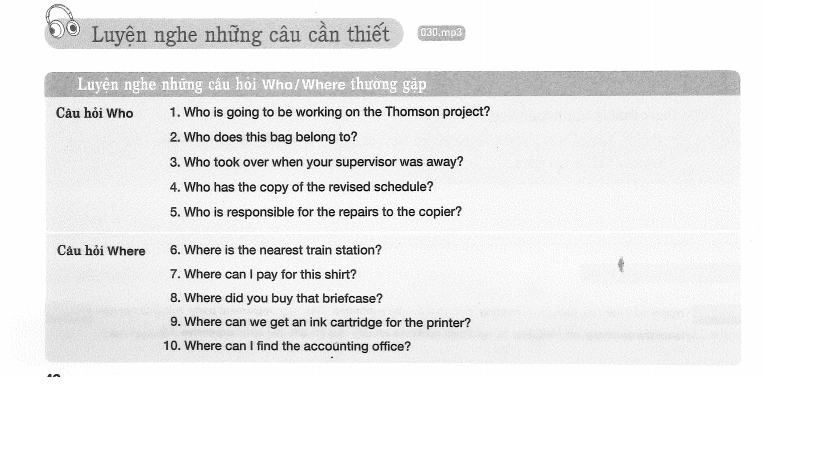 Luyện nghe những câu cần thiết 030.mp3
Luyện nghe những câu hỏi Who/Where thường gặp
Câu hỏi Who 1. Who is going to be working on the Thomson project?
2. Who does this bag belong to?
3. Who took over when your supervisor was away?
4. Who has the copy of the revised schedule?
5. Who is responsible for the repairs to the copier?
Câu hỏi Where 6. Where is the nearest train station?
7. Where can I pay for this shirt?
8. Where did you buy that briefcase?
9. Where can we get an ink cartridge for the printer?
10. Where can I find the accounting office?